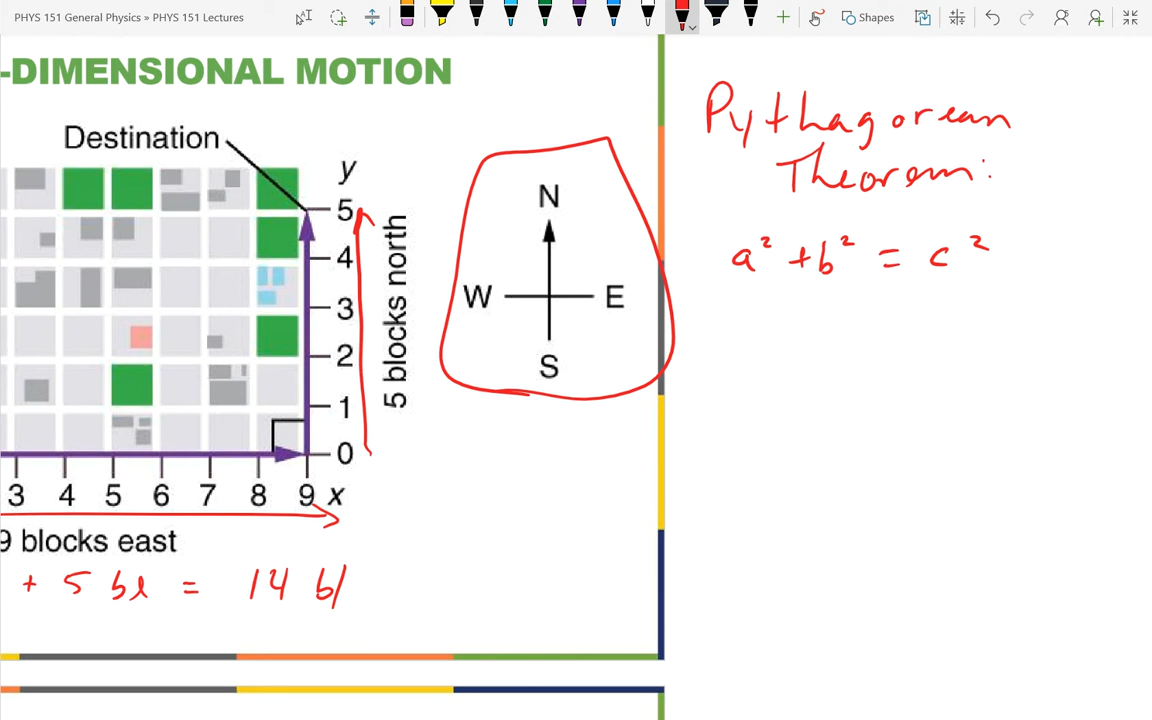 PHYS 151 General Physics » PHYS 151 Lectures
Shapes
-DIMENSIONAL MOTION
Destination
y
5
4
3
2
1
0
5 blocks north
3 4 5 6 7 8 9 x
9 blocks east
+ 5 bl = 14 bl
N
W E
S
Pythagorean
Theorem:
a² + b² = c²